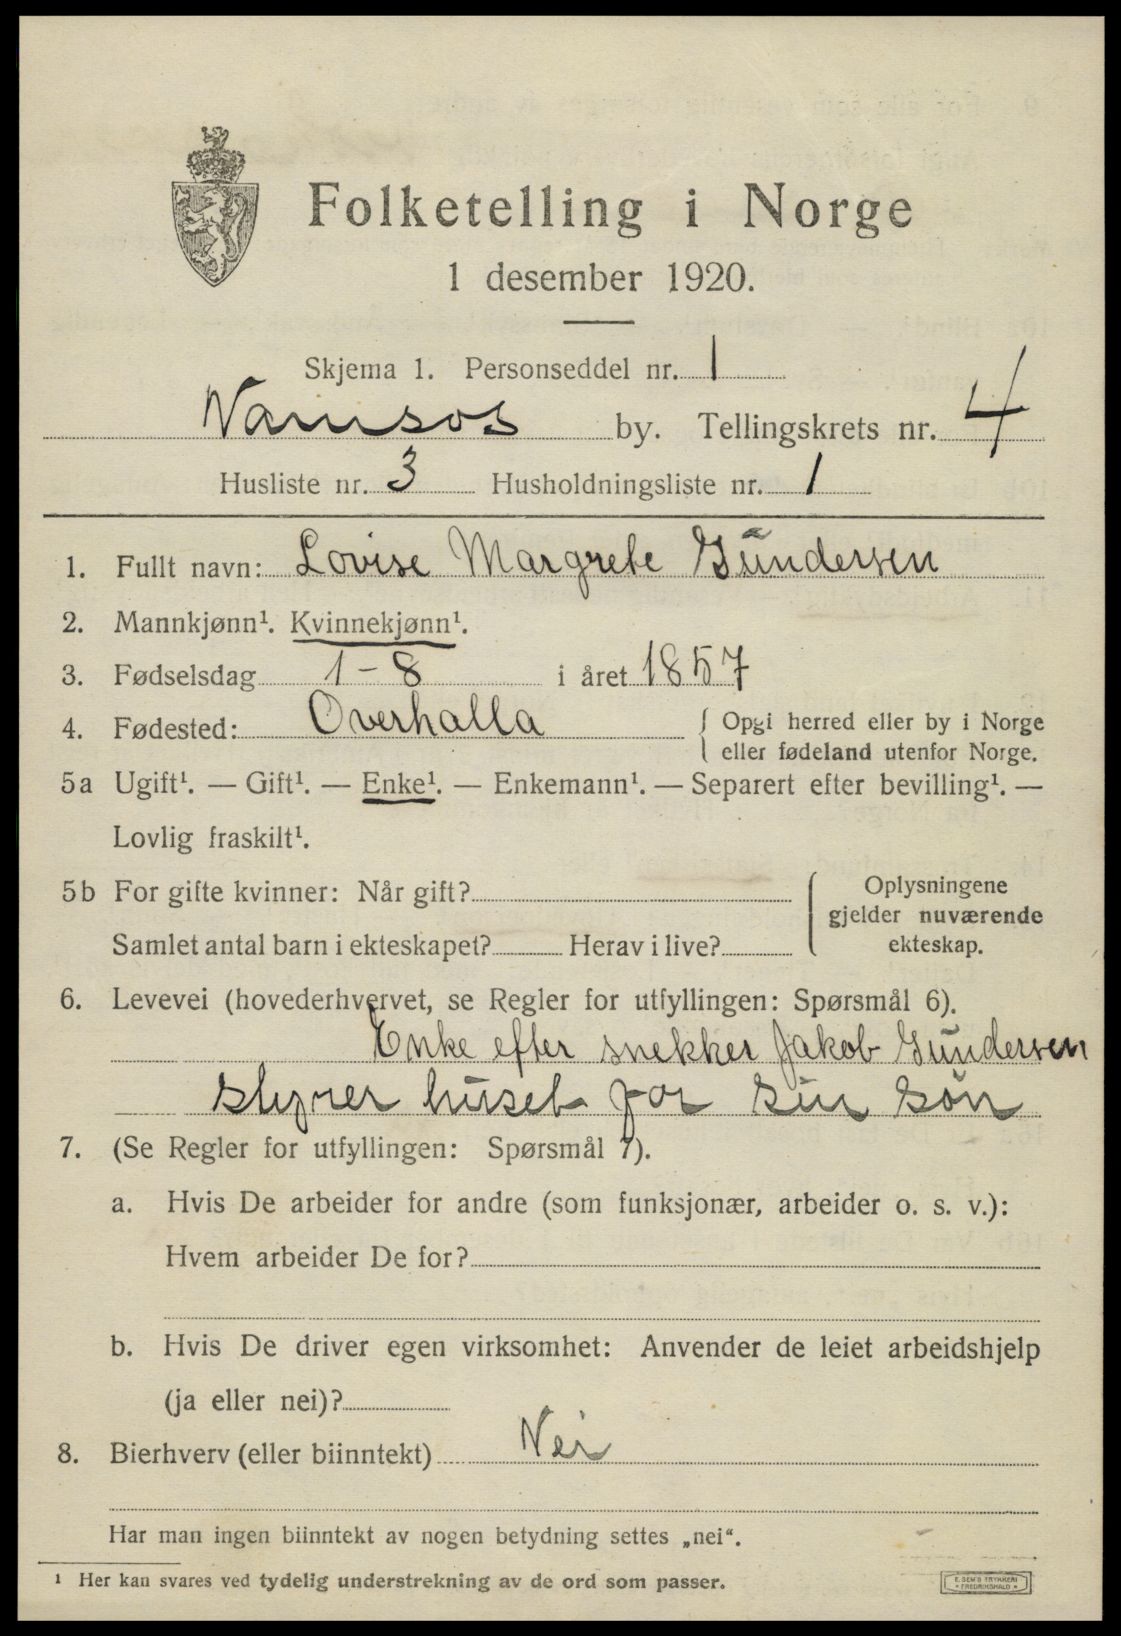 Folketelling i Norge
1 desember 1920.
Skjema 1. Personseddel nr. 1
Namsos by. Tellingskrets nr. 4
Husliste nr. 3 Husholdningsliste nr. 1
1. Fullt navn: Lovise Margrete Gundersen
2. Mannkjønn¹. Kvinnekjønn¹.
3. Fødselsdag 1-8 i året 1857
4. Fødested: Overhalla { Opgi herred eller by i Norge
eller fødeland utenfor Norge.
5a Ugift¹. — Gift¹. — Enke¹. — Enkemann¹. — Separert efter bevilling¹. —
Lovlig fraskilt¹.
5b For gifte kvinner: Når gift? { Oplysningene
gjelder nuværende
ekteskap.
Samlet antal barn i ekteskapet? Herav i live?
6. Levevei (hovederhvervet, se Regler for utfyllingen: Spørsmål 6).
Enke efter snekker Jakob Gundersen
styrer huset for sin søn
7. (Se Regler for utfyllingen: Spørsmål 7).
a. Hvis De arbeider for andre (som funksjonær, arbeider o. s. v.):
Hvem arbeider De for?
b. Hvis De driver egen virksomhet: Anvender de leiet arbeidshjelp
(ja eller nei)?
8. Bierhverv (eller biinntekt) Nei
Har man ingen biinntekt av nogen betydning settes „nei“.
¹ Her kan svares ved tydelig understrekning av de ord som passer.
E. SEM'S TRYKKERI
* FREDRIKSHALD *